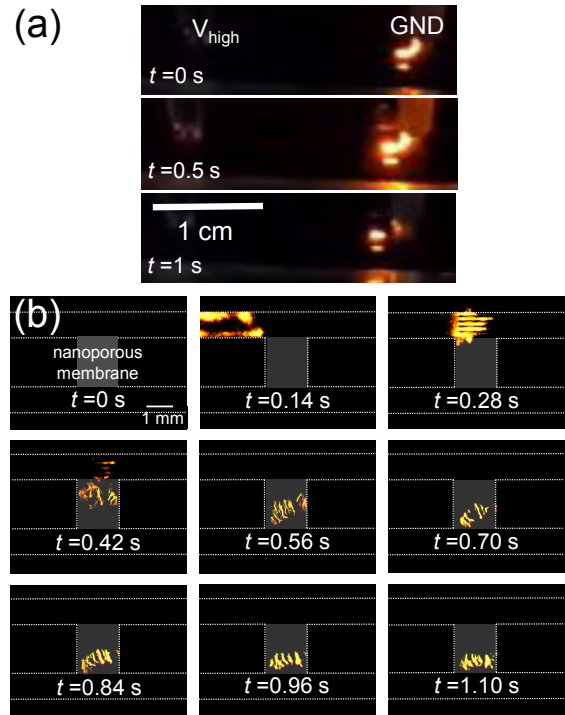 (a)
V_high GND
t =0 s
t =0.5 s
1 cm
t =1 s
(b)
nanoporous
membrane
t =0 s
1 mm
t =0.14 s
t =0.28 s
t =0.42 s
t =0.56 s
t =0.70 s
t =0.84 s
t =0.96 s
t =1.10 s